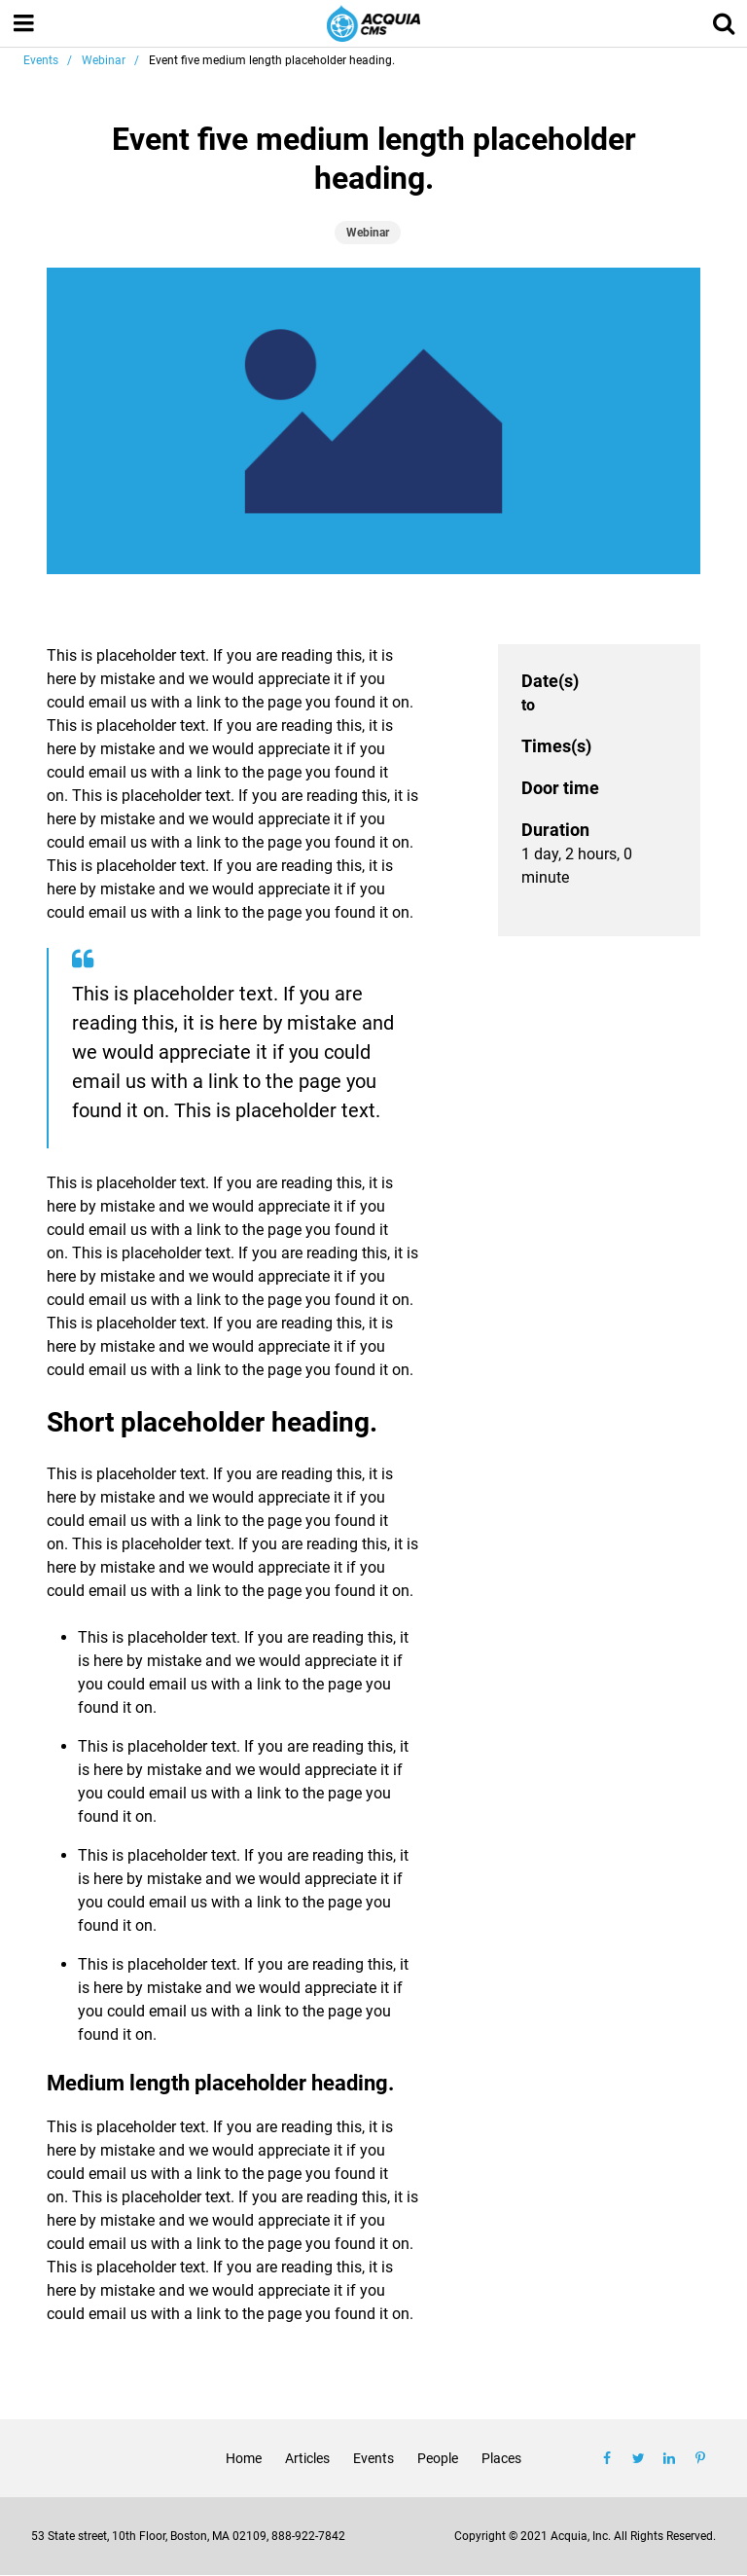 ACQUIA
CMS
Events / Webinar / Event five medium length placeholder heading.
Event five medium length placeholder
heading.
Webinar
This is placeholder text. If you are reading this, it is
here by mistake and we would appreciate it if you
could email us with a link to the page you found it on.
This is placeholder text. If you are reading this, it is
here by mistake and we would appreciate it if you
could email us with a link to the page you found it
on. This is placeholder text. If you are reading this, it is
here by mistake and we would appreciate it if you
could email us with a link to the page you found it on.
This is placeholder text. If you are reading this, it is
here by mistake and we would appreciate it if you
could email us with a link to the page you found it on.
This is placeholder text. If you are
reading this, it is here by mistake and
we would appreciate it if you could
email us with a link to the page you
found it on. This is placeholder text.
This is placeholder text. If you are reading this, it is
here by mistake and we would appreciate it if you
could email us with a link to the page you found it
on. This is placeholder text. If you are reading this, it is
here by mistake and we would appreciate it if you
could email us with a link to the page you found it on.
This is placeholder text. If you are reading this, it is
here by mistake and we would appreciate it if you
could email us with a link to the page you found it on.
Short placeholder heading.
This is placeholder text. If you are reading this, it is
here by mistake and we would appreciate it if you
could email us with a link to the page you found it
on. This is placeholder text. If you are reading this, it is
here by mistake and we would appreciate it if you
could email us with a link to the page you found it on.
• This is placeholder text. If you are reading this, it
is here by mistake and we would appreciate it if
you could email us with a link to the page you
found it on.
• This is placeholder text. If you are reading this, it
is here by mistake and we would appreciate it if
you could email us with a link to the page you
found it on.
• This is placeholder text. If you are reading this, it
is here by mistake and we would appreciate it if
you could email us with a link to the page you
found it on.
• This is placeholder text. If you are reading this, it
is here by mistake and we would appreciate it if
you could email us with a link to the page you
found it on.
Medium length placeholder heading.
This is placeholder text. If you are reading this, it is
here by mistake and we would appreciate it if you
could email us with a link to the page you found it
on. This is placeholder text. If you are reading this, it is
here by mistake and we would appreciate it if you
could email us with a link to the page you found it on.
This is placeholder text. If you are reading this, it is
here by mistake and we would appreciate it if you
could email us with a link to the page you found it on.
Date(s)
to
Times(s)
Door time
Duration
1 day, 2 hours, 0
minute
Home Articles Events People Places
53 State street, 10th Floor, Boston, MA 02109, 888-922-7842
Copyright © 2021 Acquia, Inc. All Rights Reserved.